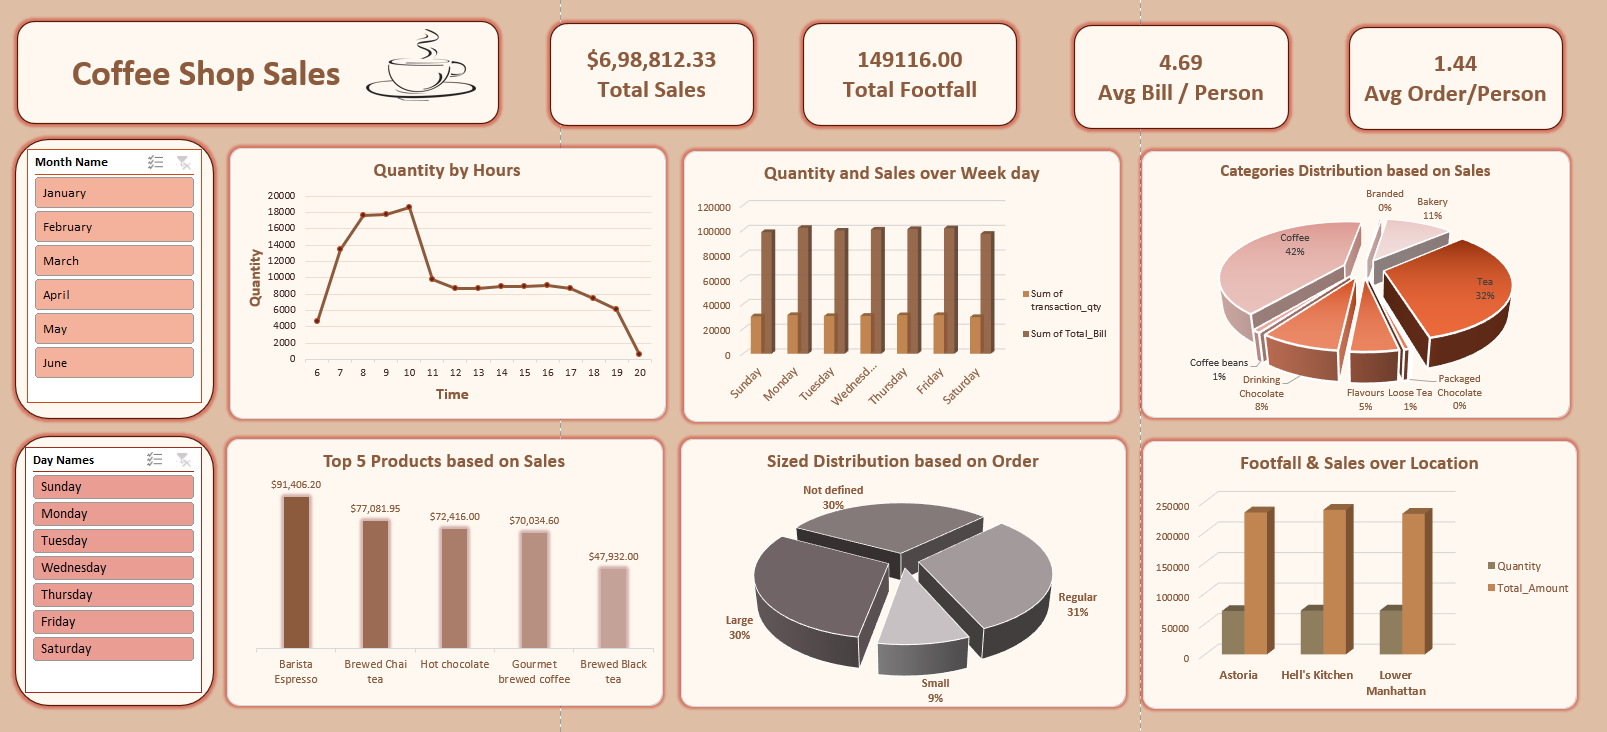 Coffee Shop Sales
$6,98,812.33
Total Sales
149116.00
Total Footfall
4.69
Avg Bill / Person
1.44
Avg Order/Person
Month Name
January
February
March
April
May
June
Quantity by Hours
Quantity
20000
18000
16000
14000
12000
10000
8000
6000
4000
2000
0
6 7 8 9 10 11 12 13 14 15 16 17 18 19 20
Time
Quantity and Sales over Week day
120000
100000
80000
60000
40000
20000
0
Sunday
Monday
Tuesday
Wednesd...
Thursday
Friday
Saturday
Sum of
transaction_qty
Sum of Total_Bill
Categories Distribution based on Sales
Branded
0%
Bakery
11%
Coffee
42%
Tea
32%
Coffee beans
1%
Drinking
Chocolate
8%
Flavours
5%
Loose Tea
1%
Packaged
Chocolate
0%
Day Names
Sunday
Monday
Tuesday
Wednesday
Thursday
Friday
Saturday
Top 5 Products based on Sales
$91,406.20
$77,081.95
$72,416.00
$70,034.60
$47,932.00
Barista
Espresso
Brewed Chai
tea
Hot chocolate
Gourmet
brewed coffee
Brewed Black
tea
Sized Distribution based on Order
Not defined
30%
Regular
31%
Large
30%
Small
9%
Footfall & Sales over Location
250000
200000
150000
100000
50000
0
Astoria
Hell's Kitchen
Lower
Manhattan
Quantity
Total_Amount